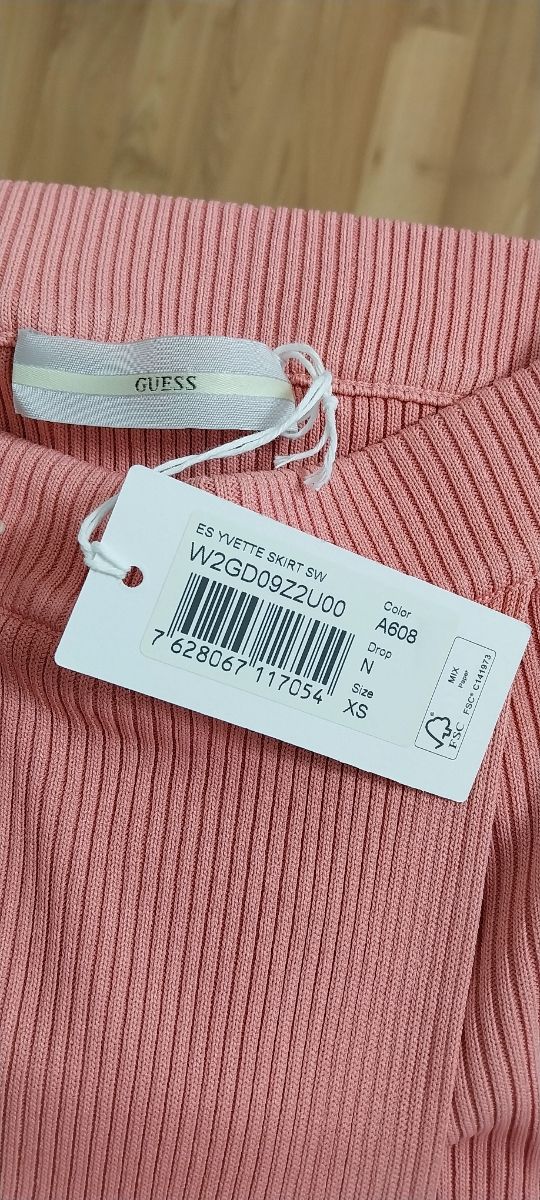 GUESS
ES YVETTE SKIRT SW
W2GD09Z2U00
Color
A608
Drop
N
Size
XS
7 628067 117054
MIX
Paper
FSC
FSC® C141973